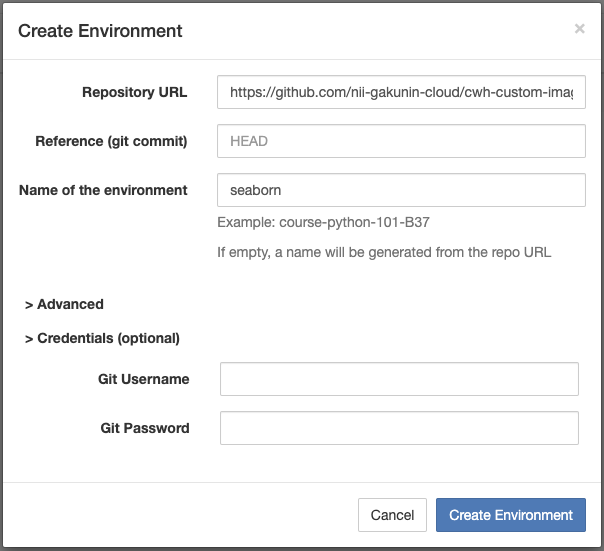 Create Environment ×
Repository URL https://github.com/nii-gakunin-cloud/cwh-custom-imag
Reference (git commit) HEAD
Name of the environment seaborn
Example: course-python-101-B37
If empty, a name will be generated from the repo URL
> Advanced
> Credentials (optional)
Git Username
Git Password
Cancel Create Environment